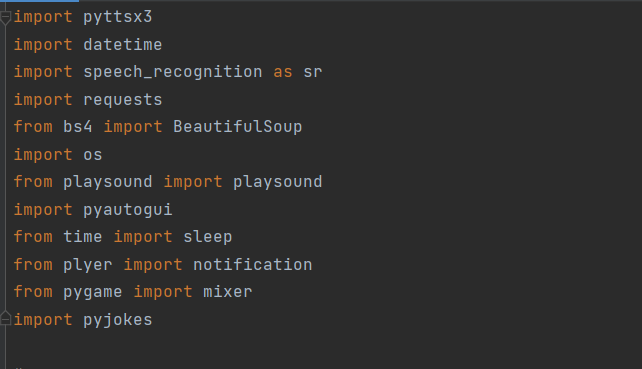 import pyttsx3
import datetime
import speech_recognition as sr
import requests
from bs4 import BeautifulSoup
import os
from playsound import playsound
import pyautogui
from time import sleep
from plyer import notification
from pygame import mixer
import pyjokes